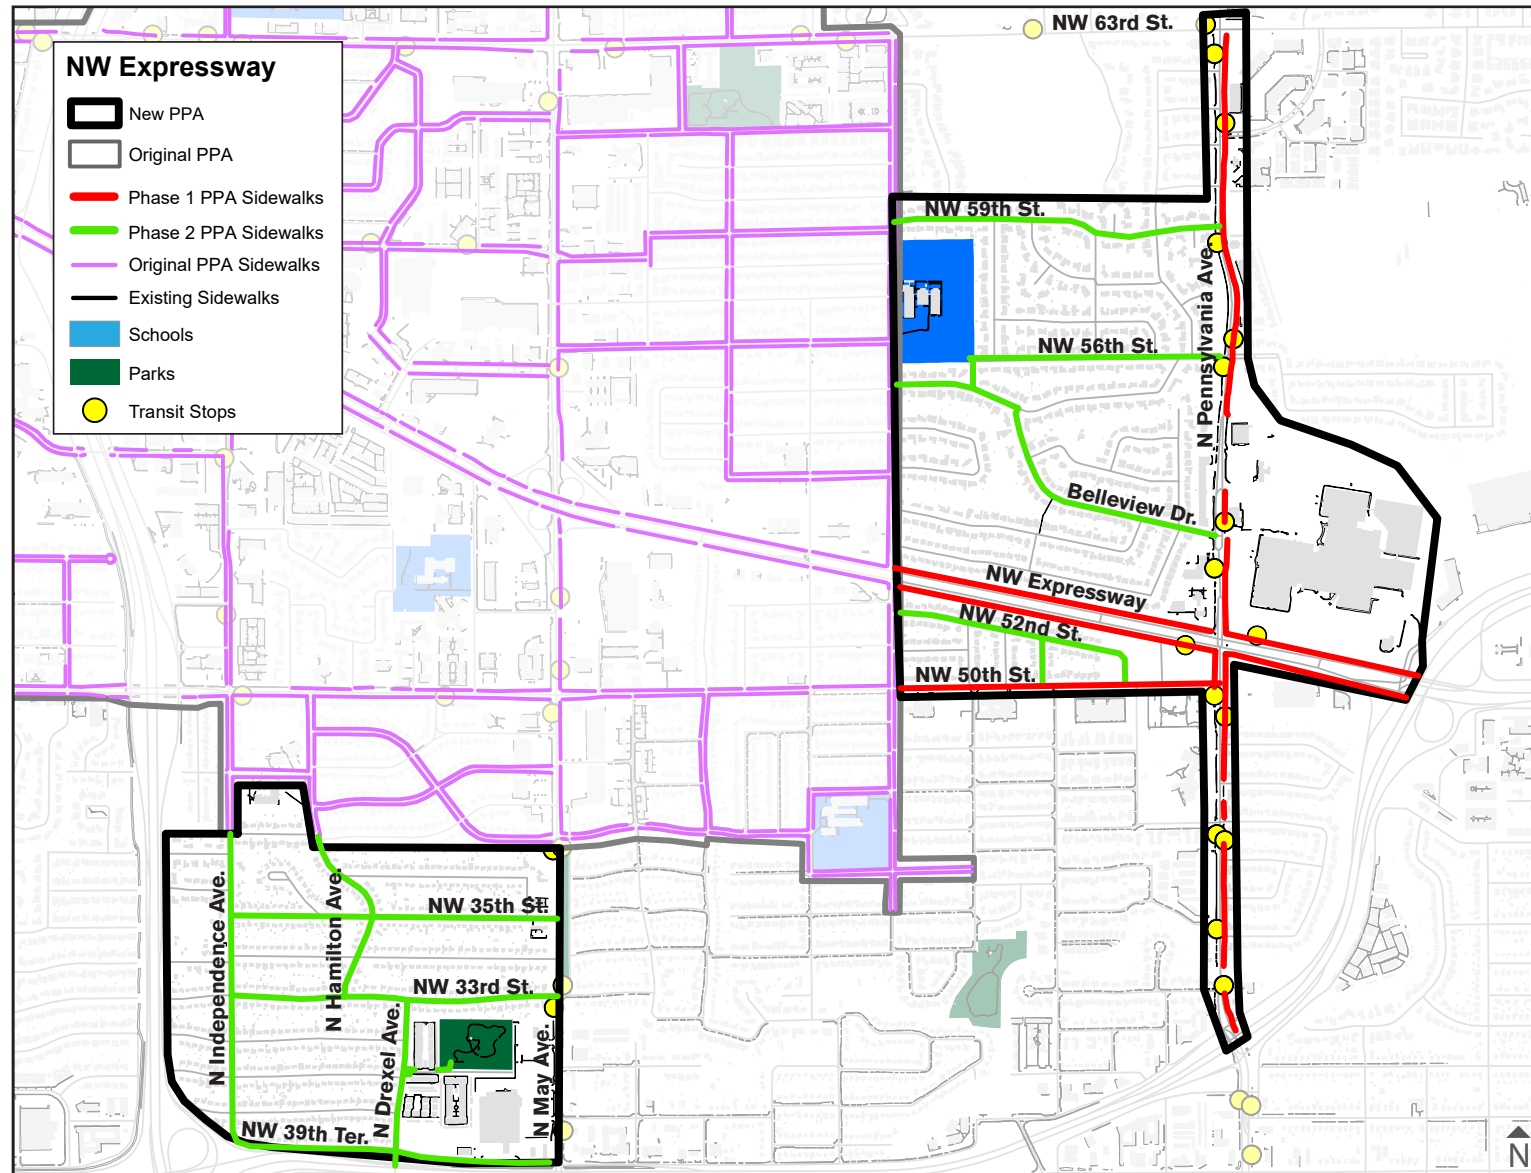 NW Expressway
New PPA
Original PPA
Phase 1 PPA Sidewalks
Phase 2 PPA Sidewalks
Original PPA Sidewalks
Existing Sidewalks
Schools
Parks
Transit Stops
NW 63rd St.
NW 59th St.
N Pennsylvania Ave.
NW 56th St.
Belleview Dr.
NW Expressway
NW 52nd St.
NW 50th St.
N Independence Ave.
N Hamilton Ave.
NW 35th St.
NW 33rd St.
N Drexel Ave.
N May Ave.
NW 39th Ter.
N